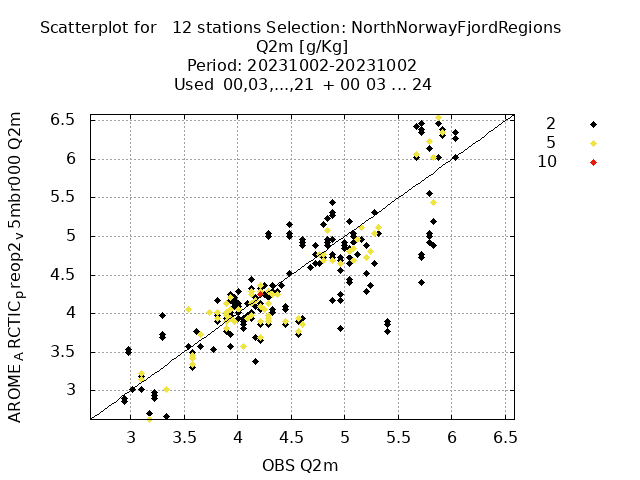 Scatterplot for 12 stations Selection: NorthNorwayFjordRegions
Q2m [g/Kg]
Period: 20231002-20231002
Used 00,03,...,21 + 00 03 ... 24
AROME_ARCTIC_preop2_v5mbr000 Q2m
6.5
6
5.5
5
4.5
4
3.5
3
3 3.5 4 4.5 5 5.5 6 6.5
OBS Q2m
2
5
10